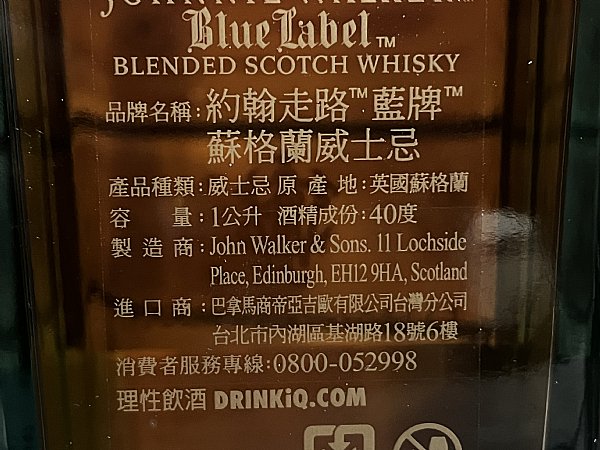 JOHNNIE WALKER
Blue Label™
BLENDED SCOTCH WHISKY
品牌名稱:約翰走路™藍牌™
蘇格蘭威士忌
產品種類:威士忌 原 產 地:英國蘇格蘭
容 量:1公升 酒精成份:40度
製 造 商:John Walker & Sons. 11 Lochside
Place, Edinburgh, EH12 9HA, Scotland
進 口 商:巴拿馬商帝亞吉歐有限公司台灣分公司
台北市內湖區基湖路18號6樓
消費者服務專線:0800-052998
理性飲酒 DRINKiQ.COM